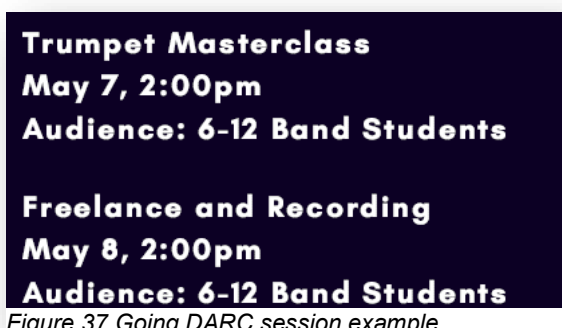 Trumpet Masterclass
May 7, 2:00pm
Audience: 6-12 Band Students
Freelance and Recording
May 8, 2:00pm
Audience: 6-12 Band Students
Figure 37 Going DARC session example